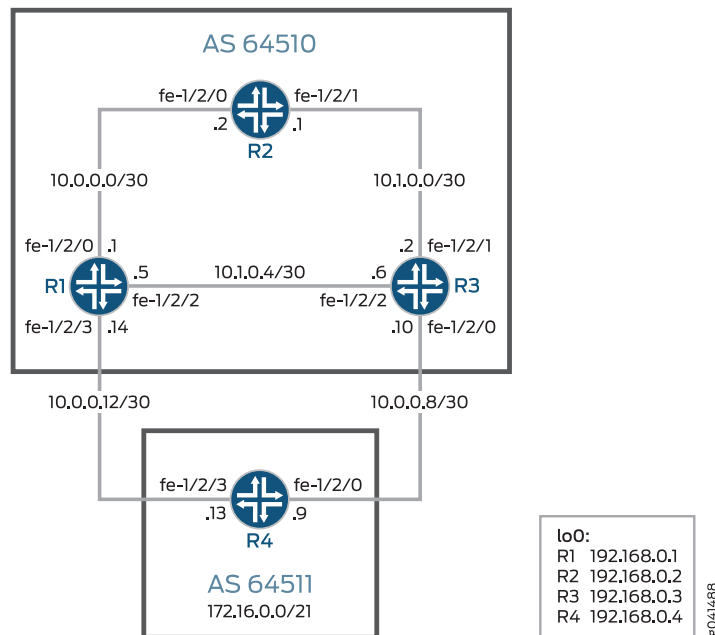 AS 64510
fe-1/2/0 fe-1/2/1
.2 .1
R2
10.0.0.0/30 10.1.0.0/30
fe-1/2/0 .1 .2 fe-1/2/1
.5 10.1.0.4/30 .6
R1 R3
fe-1/2/2 fe-1/2/2
fe-1/2/3 .14 .10 fe-1/2/0
10.0.0.12/30 10.0.0.8/30
fe-1/2/3 fe-1/2/0
.13 .9
R4
AS 64511
172.16.0.0/21
lo0:
R1 192.168.0.1
R2 192.168.0.2
R3 192.168.0.3
R4 192.168.0.4
g041488